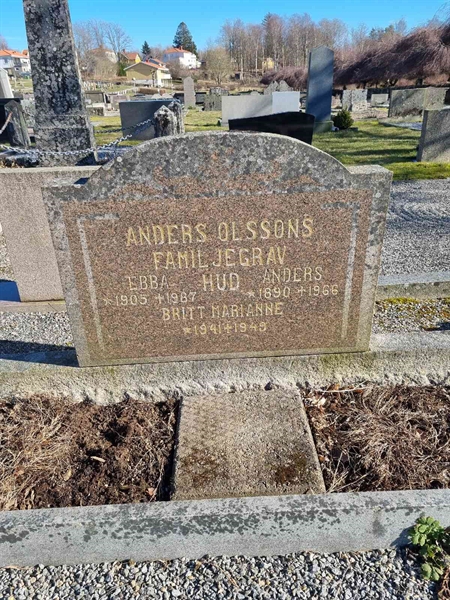 ANDERS OLSSONS
FAMILJEGRAV
EBBA HUD ANDERS
*1905 +1987 *1890 +1966
BRITT MARIANNE
*1941 +1945